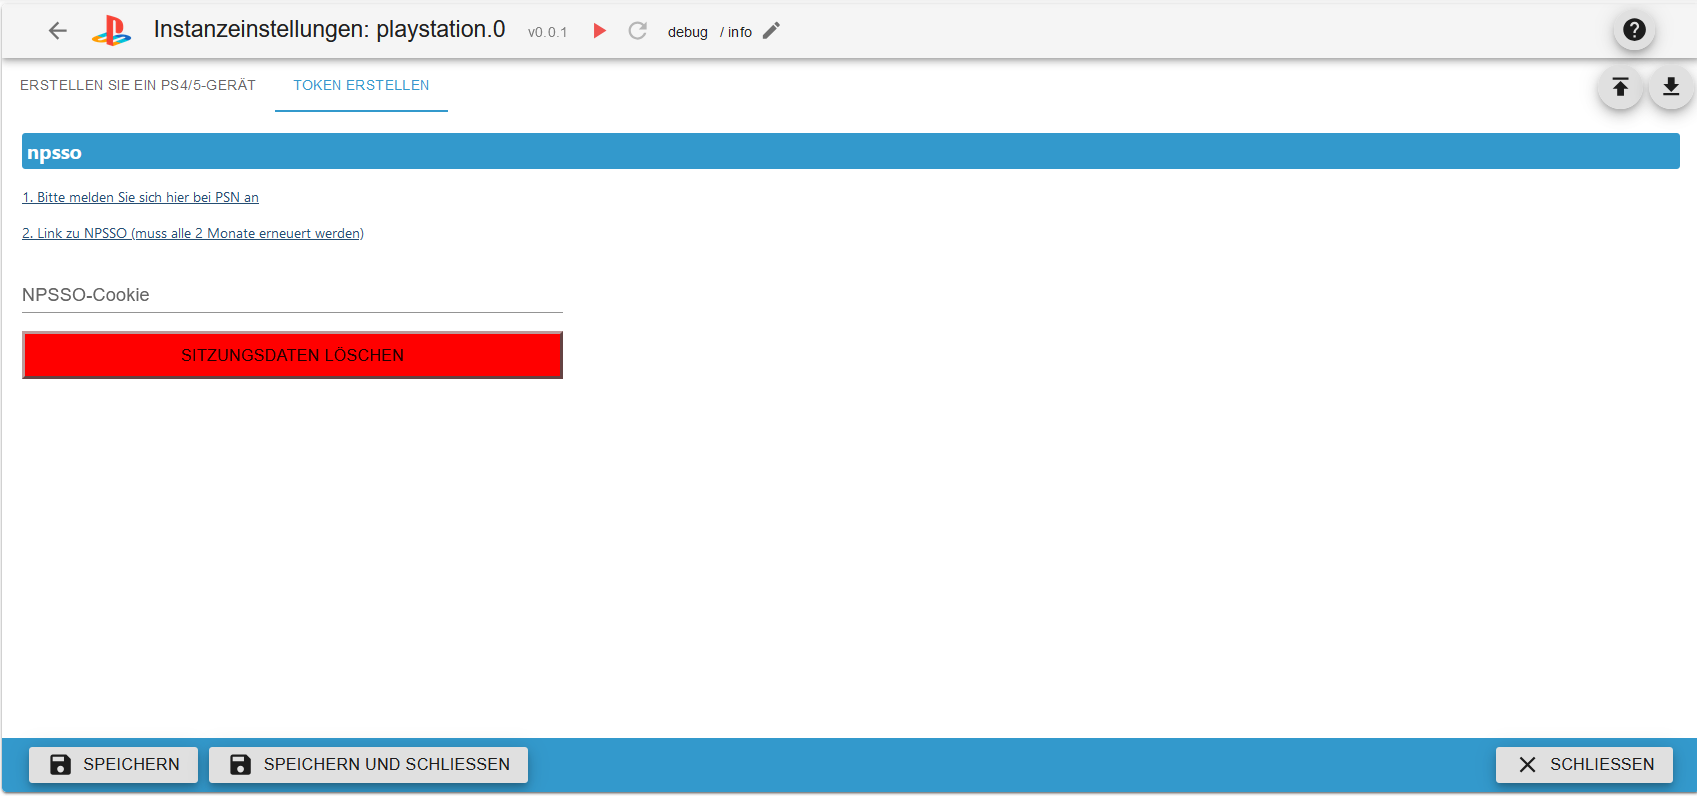 Instanzeinstellungen: playstation.0 v0.0.1 debug / info
ERSTELLEN SIE EIN PS4/5-GERÄT TOKEN ERSTELLEN
npsso
1. Bitte melden Sie sich hier bei PSN an
2. Link zu NPSSO (muss alle 2 Monate erneuert werden)
NPSSO-Cookie
SITZUNGSDATEN LÖSCHEN
SPEICHERN SPEICHERN UND SCHLIESSEN SCHLIESSEN